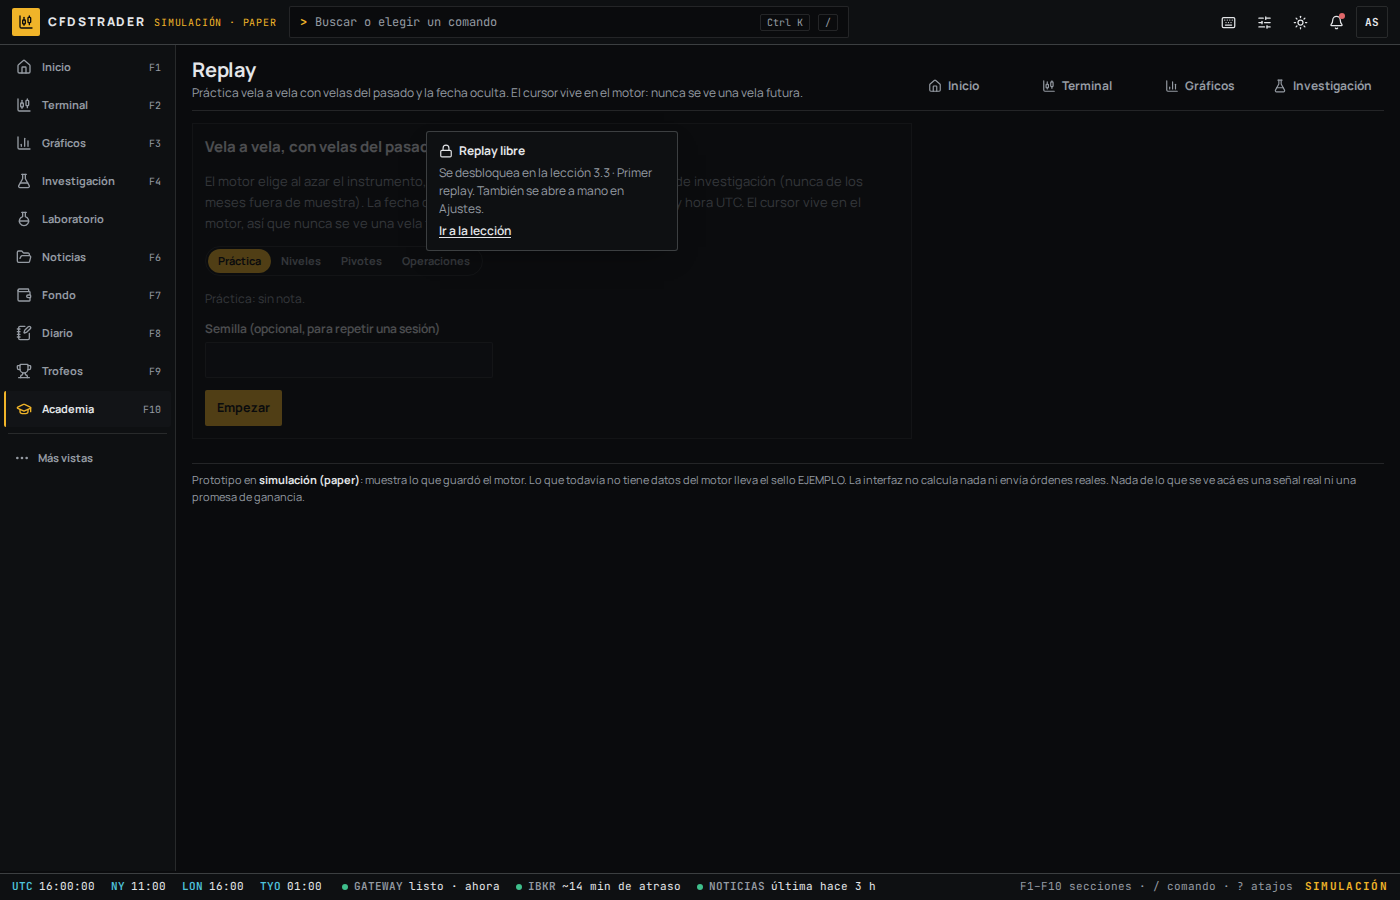 CFDSTRADER SIMULACIÓN · PAPER
> Buscar o elegir un comando Ctrl K /
AS
Inicio F1
Terminal F2
Gráficos F3
Investigación F4
Laboratorio
Noticias F6
Fondo F7
Diario F8
Trofeos F9
Academia F10
Más vistas
Replay
Práctica vela a vela con velas del pasado y la fecha oculta. El cursor vive en el motor: nunca se ve una vela futura.
Inicio
Terminal
Gráficos
Investigación
Vela a vela, con velas del pasad
El motor elige al azar el instrumento, de investigación (nunca de los
meses fuera de muestra). La fecha y hora UTC. El cursor vive en el
motor, así que nunca se ve una vela
Replay libre
Se desbloquea en la lección 3.3 · Primer
replay. También se abre a mano en
Ajustes.
Ir a la lección
Práctica Niveles Pivotes Operaciones
Práctica: sin nota.
Semilla (opcional, para repetir una sesión)
Empezar
Prototipo en simulación (paper): muestra lo que guardó el motor. Lo que todavía no tiene datos del motor lleva el sello EJEMPLO. La interfaz no calcula nada ni envía órdenes reales. Nada de lo que se ve acá es una señal real ni una
promesa de ganancia.
UTC 16:00:00 NY 11:00 LON 16:00 TYO 01:00 GATEWAY listo · ahora IBKR ~14 min de atraso NOTICIAS última hace 3 h F1–F10 secciones · / comando · ? atajos SIMULACIÓN